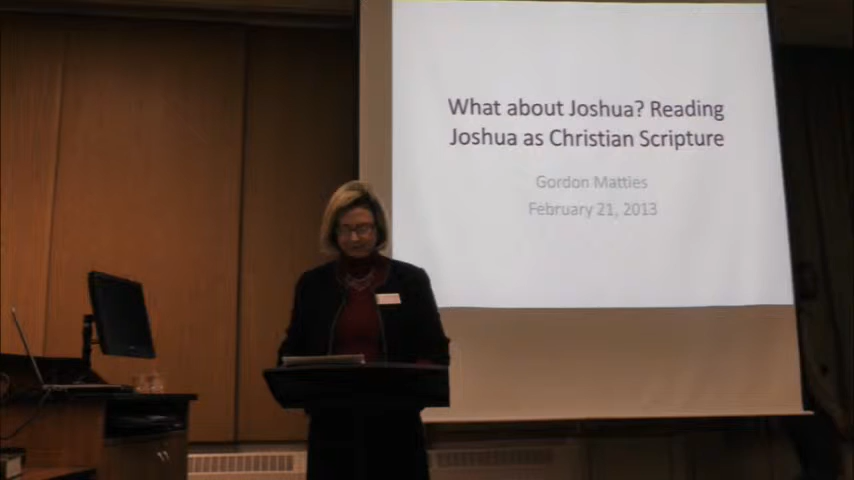 What about Joshua? Reading
Joshua as Christian Scripture
Gordon Matties
February 21, 2013